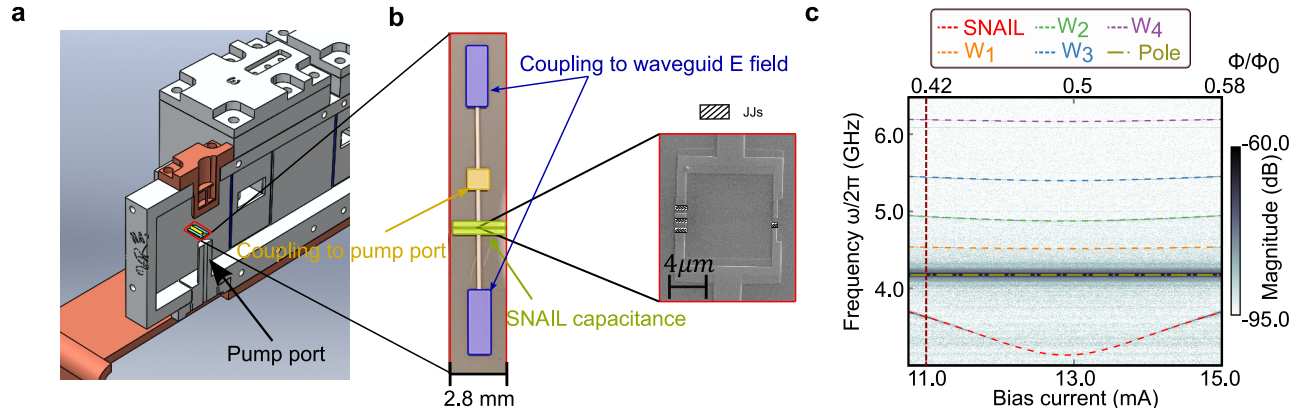 a
Pump port
b
Coupling to waveguid E field
Coupling to pump port
SNAIL capacitance
2.8 mm
JJs
4μm
c
SNAIL
W2
W4
W1
W3
Pole
Φ/Φ0
0.42
0.5
0.58
6.0
5.0
4.0
Frequency ω/2π (GHz)
-60.0
-95.0
Magnitude (dB)
11.0
13.0
15.0
Bias current (mA)